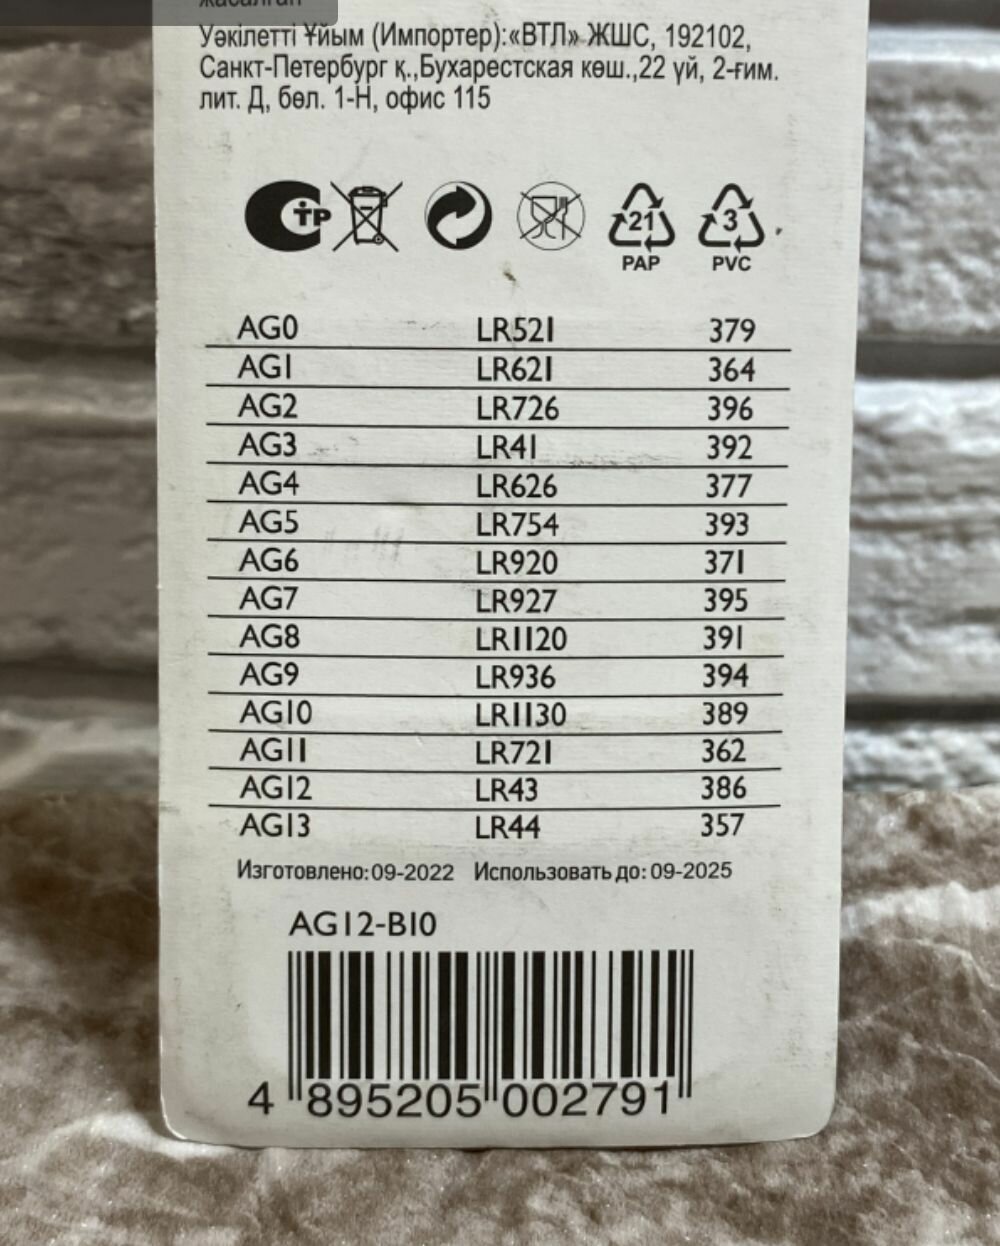 жасалған
Уәкілетті Ұйым (Импортер):«ВТЛ» ЖШС, 192102,
Санкт-Петербург қ.,Бухарестская көш.,22 үй, 2-ғим.
лит. Д, бөл. 1-Н, офис 115
СТР
21 3
PAP PVC
AG0 LR521 379
AG1 LR621 364
AG2 LR726 396
AG3 LR41 392
AG4 LR626 377
AG5 LR754 393
AG6 LR920 371
AG7 LR927 395
AG8 LR1120 391
AG9 LR936 394
AG10 LR1130 389
AG11 LR721 362
AG12 LR43 386
AG13 LR44 357
Изготовлено: 09-2022 Использовать до: 09-2025
AG12-B10
4 895205 002791